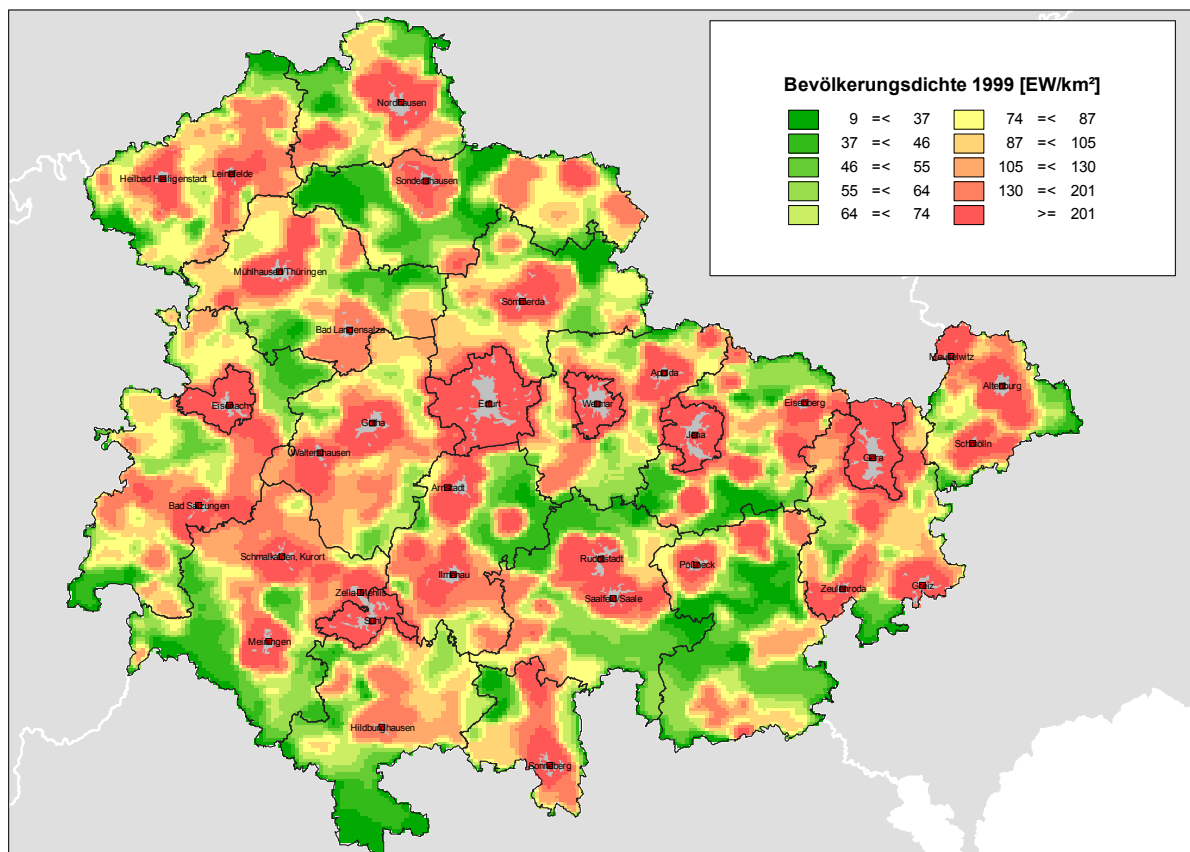 Bevölkerungsdichte 1999 [EW/km²]
9 =< 37
37 =< 46
46 =< 55
55 =< 64
64 =< 74
74 =< 87
87 =< 105
105 =< 130
130 =< 201
>= 201
Nordhausen
Heilbad Heiligenstadt
Leinefelde
Sondershausen
Mühlhausen/Thüringen
Sömmerda
Bad Langensalza
Meuselwitz
Altenburg
Apolda
Eisenach
Erfurt
Weimar
Eisenberg
Gotha
Jena
Schmölln
Waltershausen
Gera
Arnstadt
Bad Salzungen
Schmalkalden, Kurort
Rudolstadt
Pößneck
Ilmenau
Zeulenroda
Greiz
Zella-Mehlis
Saalfeld/Saale
Suhl
Meiningen
Hildburghausen
Sonneberg